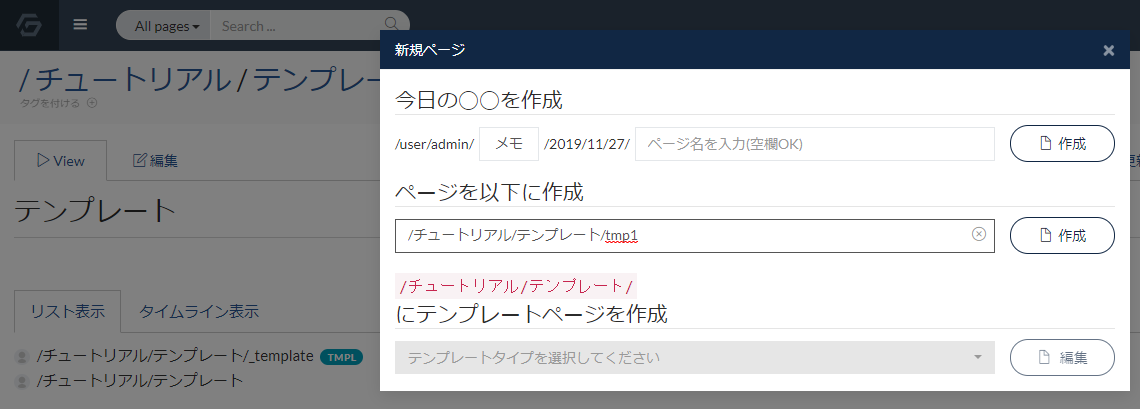 All pages Search ...
新規ページ
/ チュートリアル / テンプレー
タグを付ける
今日の〇〇を作成
/user/admin/ メモ /2019/11/27/ ページ名を入力(空欄OK) 作成
View 編集
ページを以下に作成
テンプレート
/チュートリアル/テンプレート/tmp1 作成
/チュートリアル/テンプレート/
にテンプレートページを作成
リスト表示 タイムライン表示
テンプレートタイプを選択してください 編集
/チュートリアル/テンプレート/_template TMPL
/チュートリアル/テンプレート